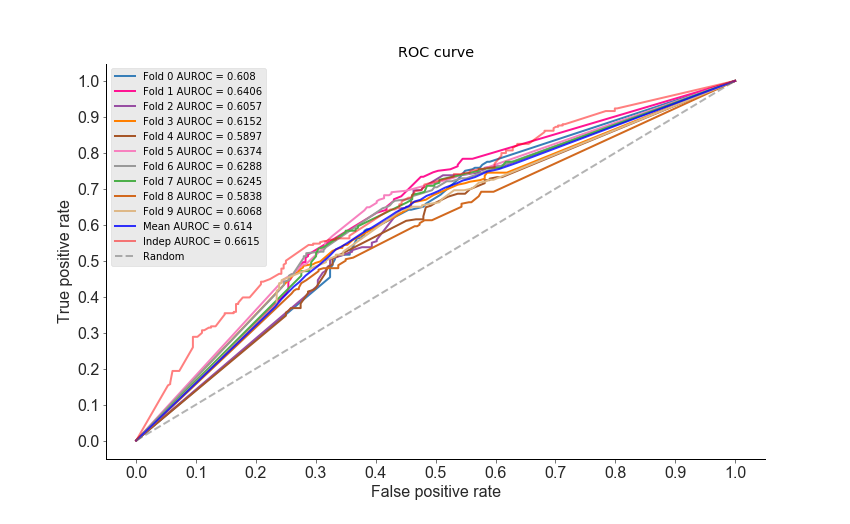 ROC curve
Fold 0 AUROC = 0.608
Fold 1 AUROC = 0.6406
Fold 2 AUROC = 0.6057
Fold 3 AUROC = 0.6152
Fold 4 AUROC = 0.5897
Fold 5 AUROC = 0.6374
Fold 6 AUROC = 0.6288
Fold 7 AUROC = 0.6245
Fold 8 AUROC = 0.5838
Fold 9 AUROC = 0.6068
Mean AUROC = 0.614
Indep AUROC = 0.6615
Random
True positive rate
1.0
0.9
0.8
0.7
0.6
0.5
0.4
0.3
0.2
0.1
0.0
0.0 0.1 0.2 0.3 0.4 0.5 0.6 0.7 0.8 0.9 1.0
False positive rate